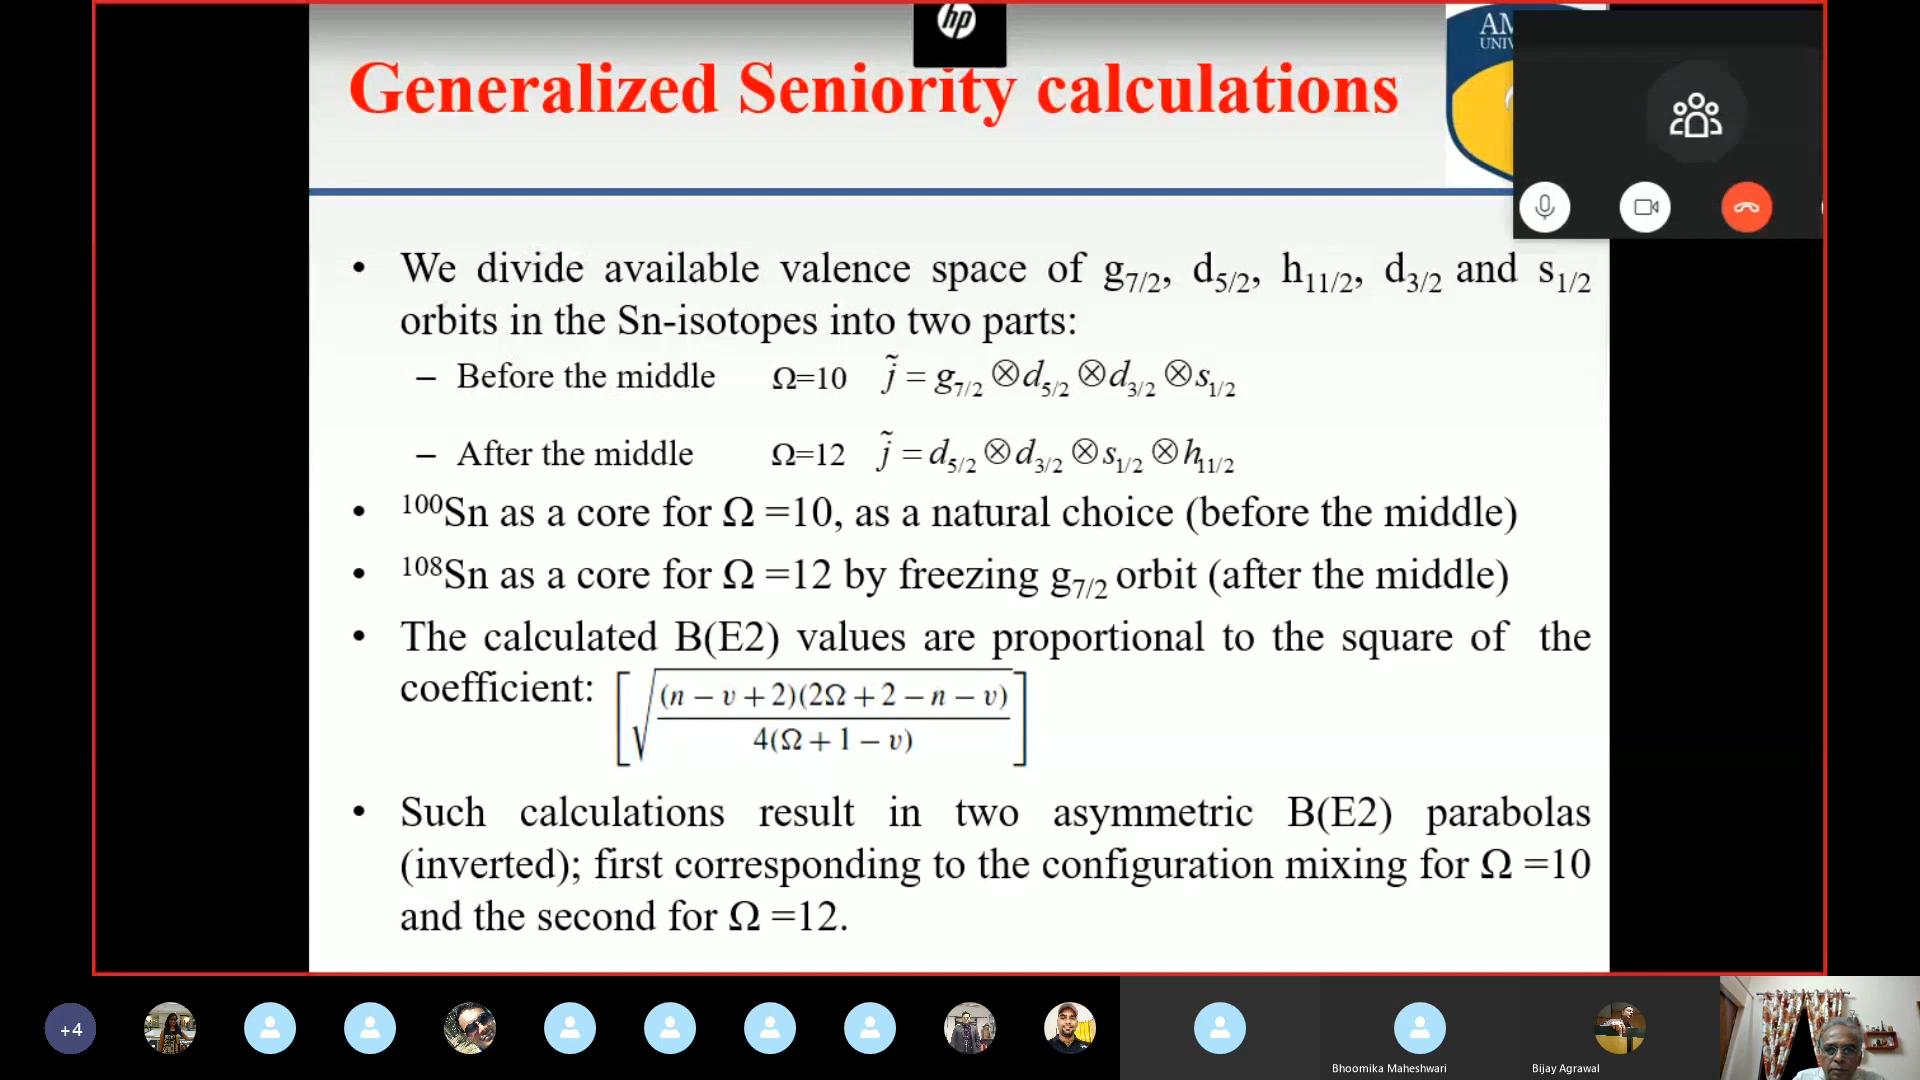 hp
Generalized Seniority calculations
AM
UNIV
• We divide available valence space of g7/2, d5/2, h11/2, d3/2 and s1/2
orbits in the Sn-isotopes into two parts:
– Before the middle Ω=10 j̃ = g7/2 ⊗ d5/2 ⊗ d3/2 ⊗ s1/2
– After the middle Ω=12 j̃ = d5/2 ⊗ d3/2 ⊗ s1/2 ⊗ h11/2
• 100Sn as a core for Ω =10, as a natural choice (before the middle)
• 108Sn as a core for Ω =12 by freezing g7/2 orbit (after the middle)
• The calculated B(E2) values are proportional to the square of the
coefficient: [√((n − v + 2)(2Ω + 2 − n − v) / 4(Ω + 1 − v))]
• Such calculations result in two asymmetric B(E2) parabolas
(inverted); first corresponding to the configuration mixing for Ω =10
and the second for Ω =12.
+4
Bhoomika Maheshwari
Bijay Agrawal